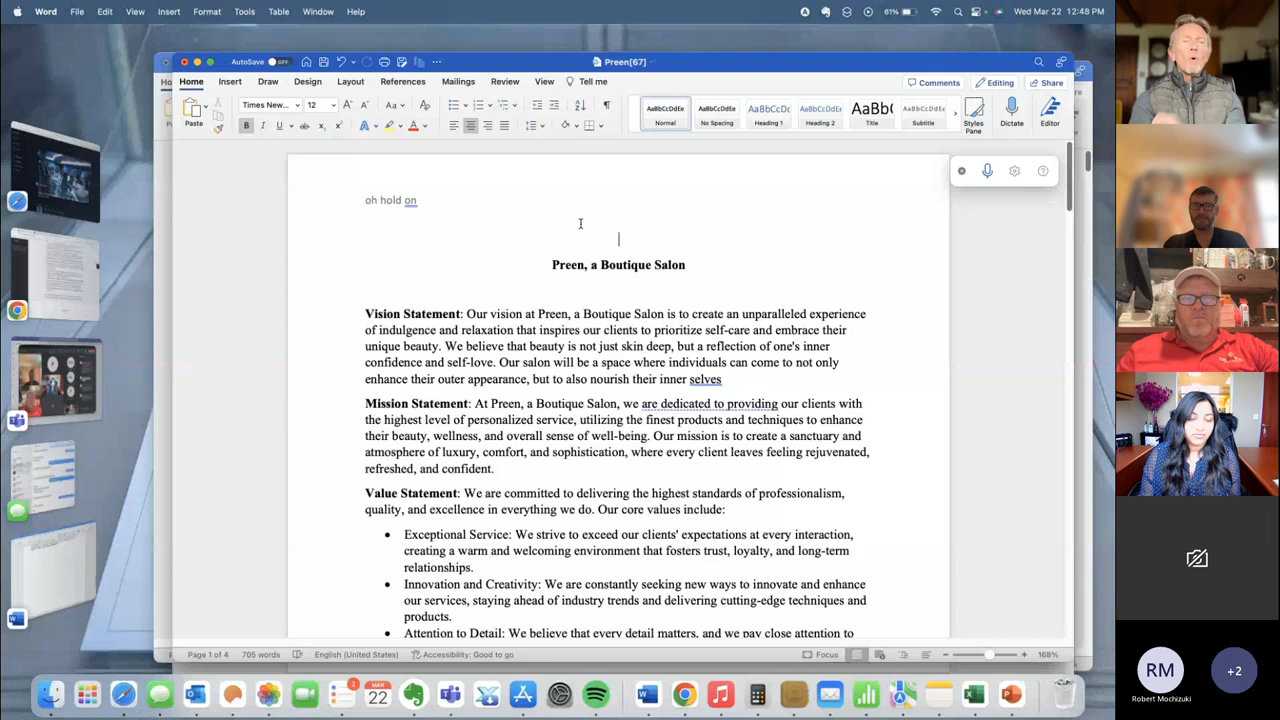 Word File Edit View Insert Format Tools Table Window Help 61% Wed Mar 22 12:48 PM
AutoSave OFF Preen[67]
Home Insert Draw Design Layout References Mailings Review View Tell me Comments Editing Share
Times New... 12
Paste
AaBbCcDdEe AaBbCcDdEe AaBbCcDc AaBbCcDdEe AaBbC AaBbCcDdEe
Normal No Spacing Heading 1 Heading 2 Title Subtitle Styles Pane Dictate Editor
oh hold on
Preen, a Boutique Salon
Vision Statement: Our vision at Preen, a Boutique Salon is to create an unparalleled experience
of indulgence and relaxation that inspires our clients to prioritize self-care and embrace their
unique beauty. We believe that beauty is not just skin deep, but a reflection of one's inner
confidence and self-love. Our salon will be a space where individuals can come to not only
enhance their outer appearance, but to also nourish their inner selves
Mission Statement: At Preen, a Boutique Salon, we are dedicated to providing our clients with
the highest level of personalized service, utilizing the finest products and techniques to enhance
their beauty, wellness, and overall sense of well-being. Our mission is to create a sanctuary and
atmosphere of luxury, comfort, and sophistication, where every client leaves feeling rejuvenated,
refreshed, and confident.
Value Statement: We are committed to delivering the highest standards of professionalism,
quality, and excellence in everything we do. Our core values include:
• Exceptional Service: We strive to exceed our clients' expectations at every interaction,
creating a warm and welcoming environment that fosters trust, loyalty, and long-term
relationships.
• Innovation and Creativity: We are constantly seeking new ways to innovate and enhance
our services, staying ahead of industry trends and delivering cutting-edge techniques and
products.
• Attention to Detail: We believe that every detail matters, and we pay close attention to
Page 1 of 4 705 words English (United States) Accessibility: Good to go Focus 168%
MAR
22
2
RM
+2
Robert Mochizuki